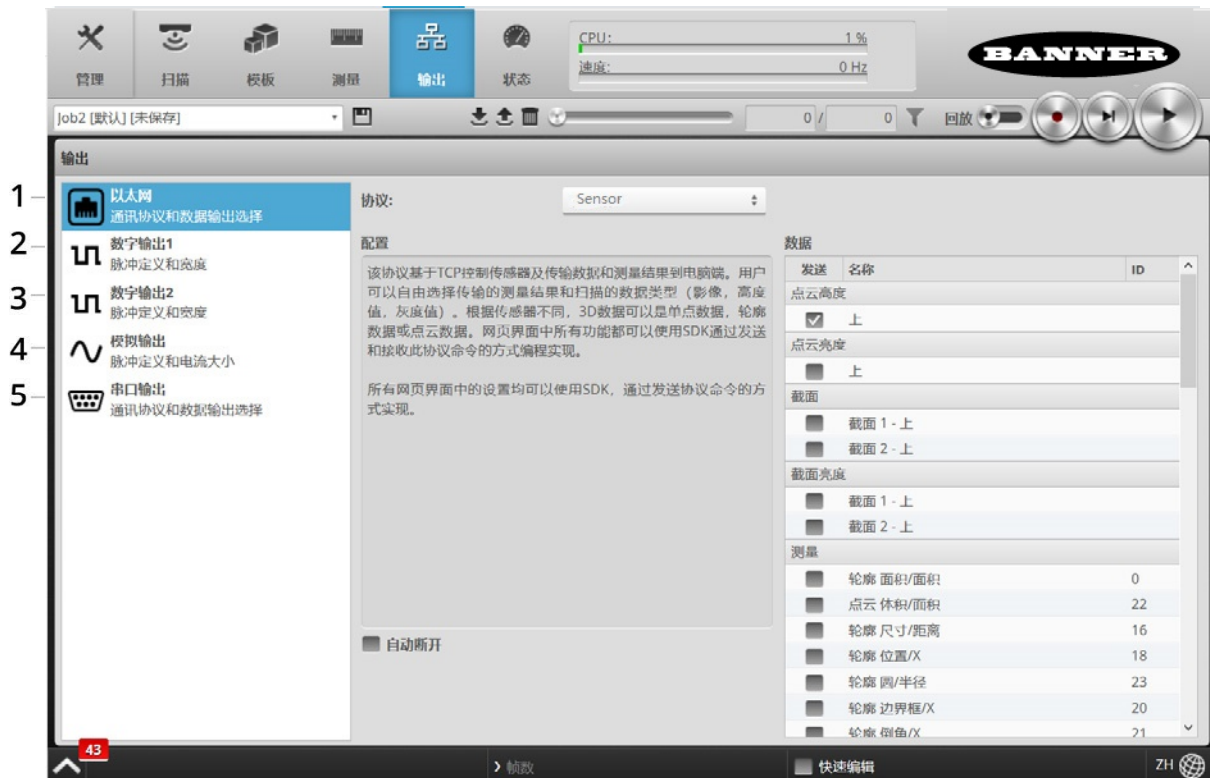 管理
扫描
模板
测量
输出
状态
CPU:
1 %
速度:
0 Hz
BANNER
Job2 [默认] [未保存]
0 /
0
回放
输出
1
以太网
通讯协议和数据输出选择
2
数字输出1
脉冲定义和宽度
3
数字输出2
脉冲定义和宽度
4
模拟输出
脉冲定义和电流大小
5
串口输出
通讯协议和数据输出选择
协议:
Sensor
配置
该协议基于TCP控制传感器及传输数据和测量结果到电脑端。用户
可以自由选择传输的测量结果和扫描的数据类型（影像，高度
值，灰度值）。根据传感器不同，3D数据可以是单点数据，轮廓
数据或点云数据。网页界面中所有功能都可以使用SDK通过发送
和接收此协议命令的方式编程实现。
所有网页界面中的设置均可以使用SDK，通过发送协议命令的方
式实现。
自动断开
数据
发送 名称 ID
点云高度
上
点云亮度
上
截面
截面 1 - 上
截面 2 - 上
截面亮度
截面 1 - 上
截面 2 - 上
测量
轮廓 面积/面积 0
点云 体积/面积 22
轮廓 尺寸/距离 16
轮廓 位置/X 18
轮廓 圆/半径 23
轮廓 边界框/X 20
轮廓 倒角/X 21
43
帧数
快速编辑
ZH